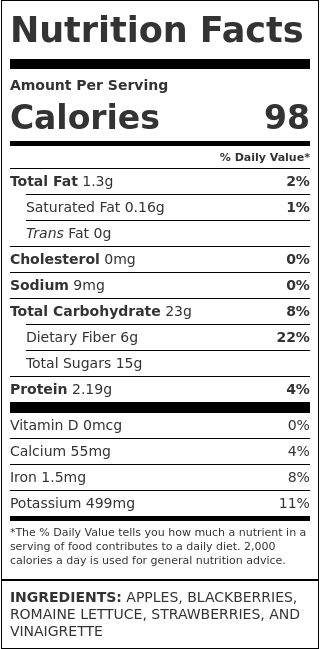 Nutrition Facts
Amount Per Serving
Calories 98
% Daily Value*
Total Fat 1.3g 2%
Saturated Fat 0.16g 1%
Trans Fat 0g
Cholesterol 0mg 0%
Sodium 9mg 0%
Total Carbohydrate 23g 8%
Dietary Fiber 6g 22%
Total Sugars 15g
Protein 2.19g 4%
Vitamin D 0mcg 0%
Calcium 55mg 4%
Iron 1.5mg 8%
Potassium 499mg 11%
*The % Daily Value tells you how much a nutrient in a
serving of food contributes to a daily diet. 2,000
calories a day is used for general nutrition advice.
INGREDIENTS: APPLES, BLACKBERRIES,
ROMAINE LETTUCE, STRAWBERRIES, AND
VINAIGRETTE